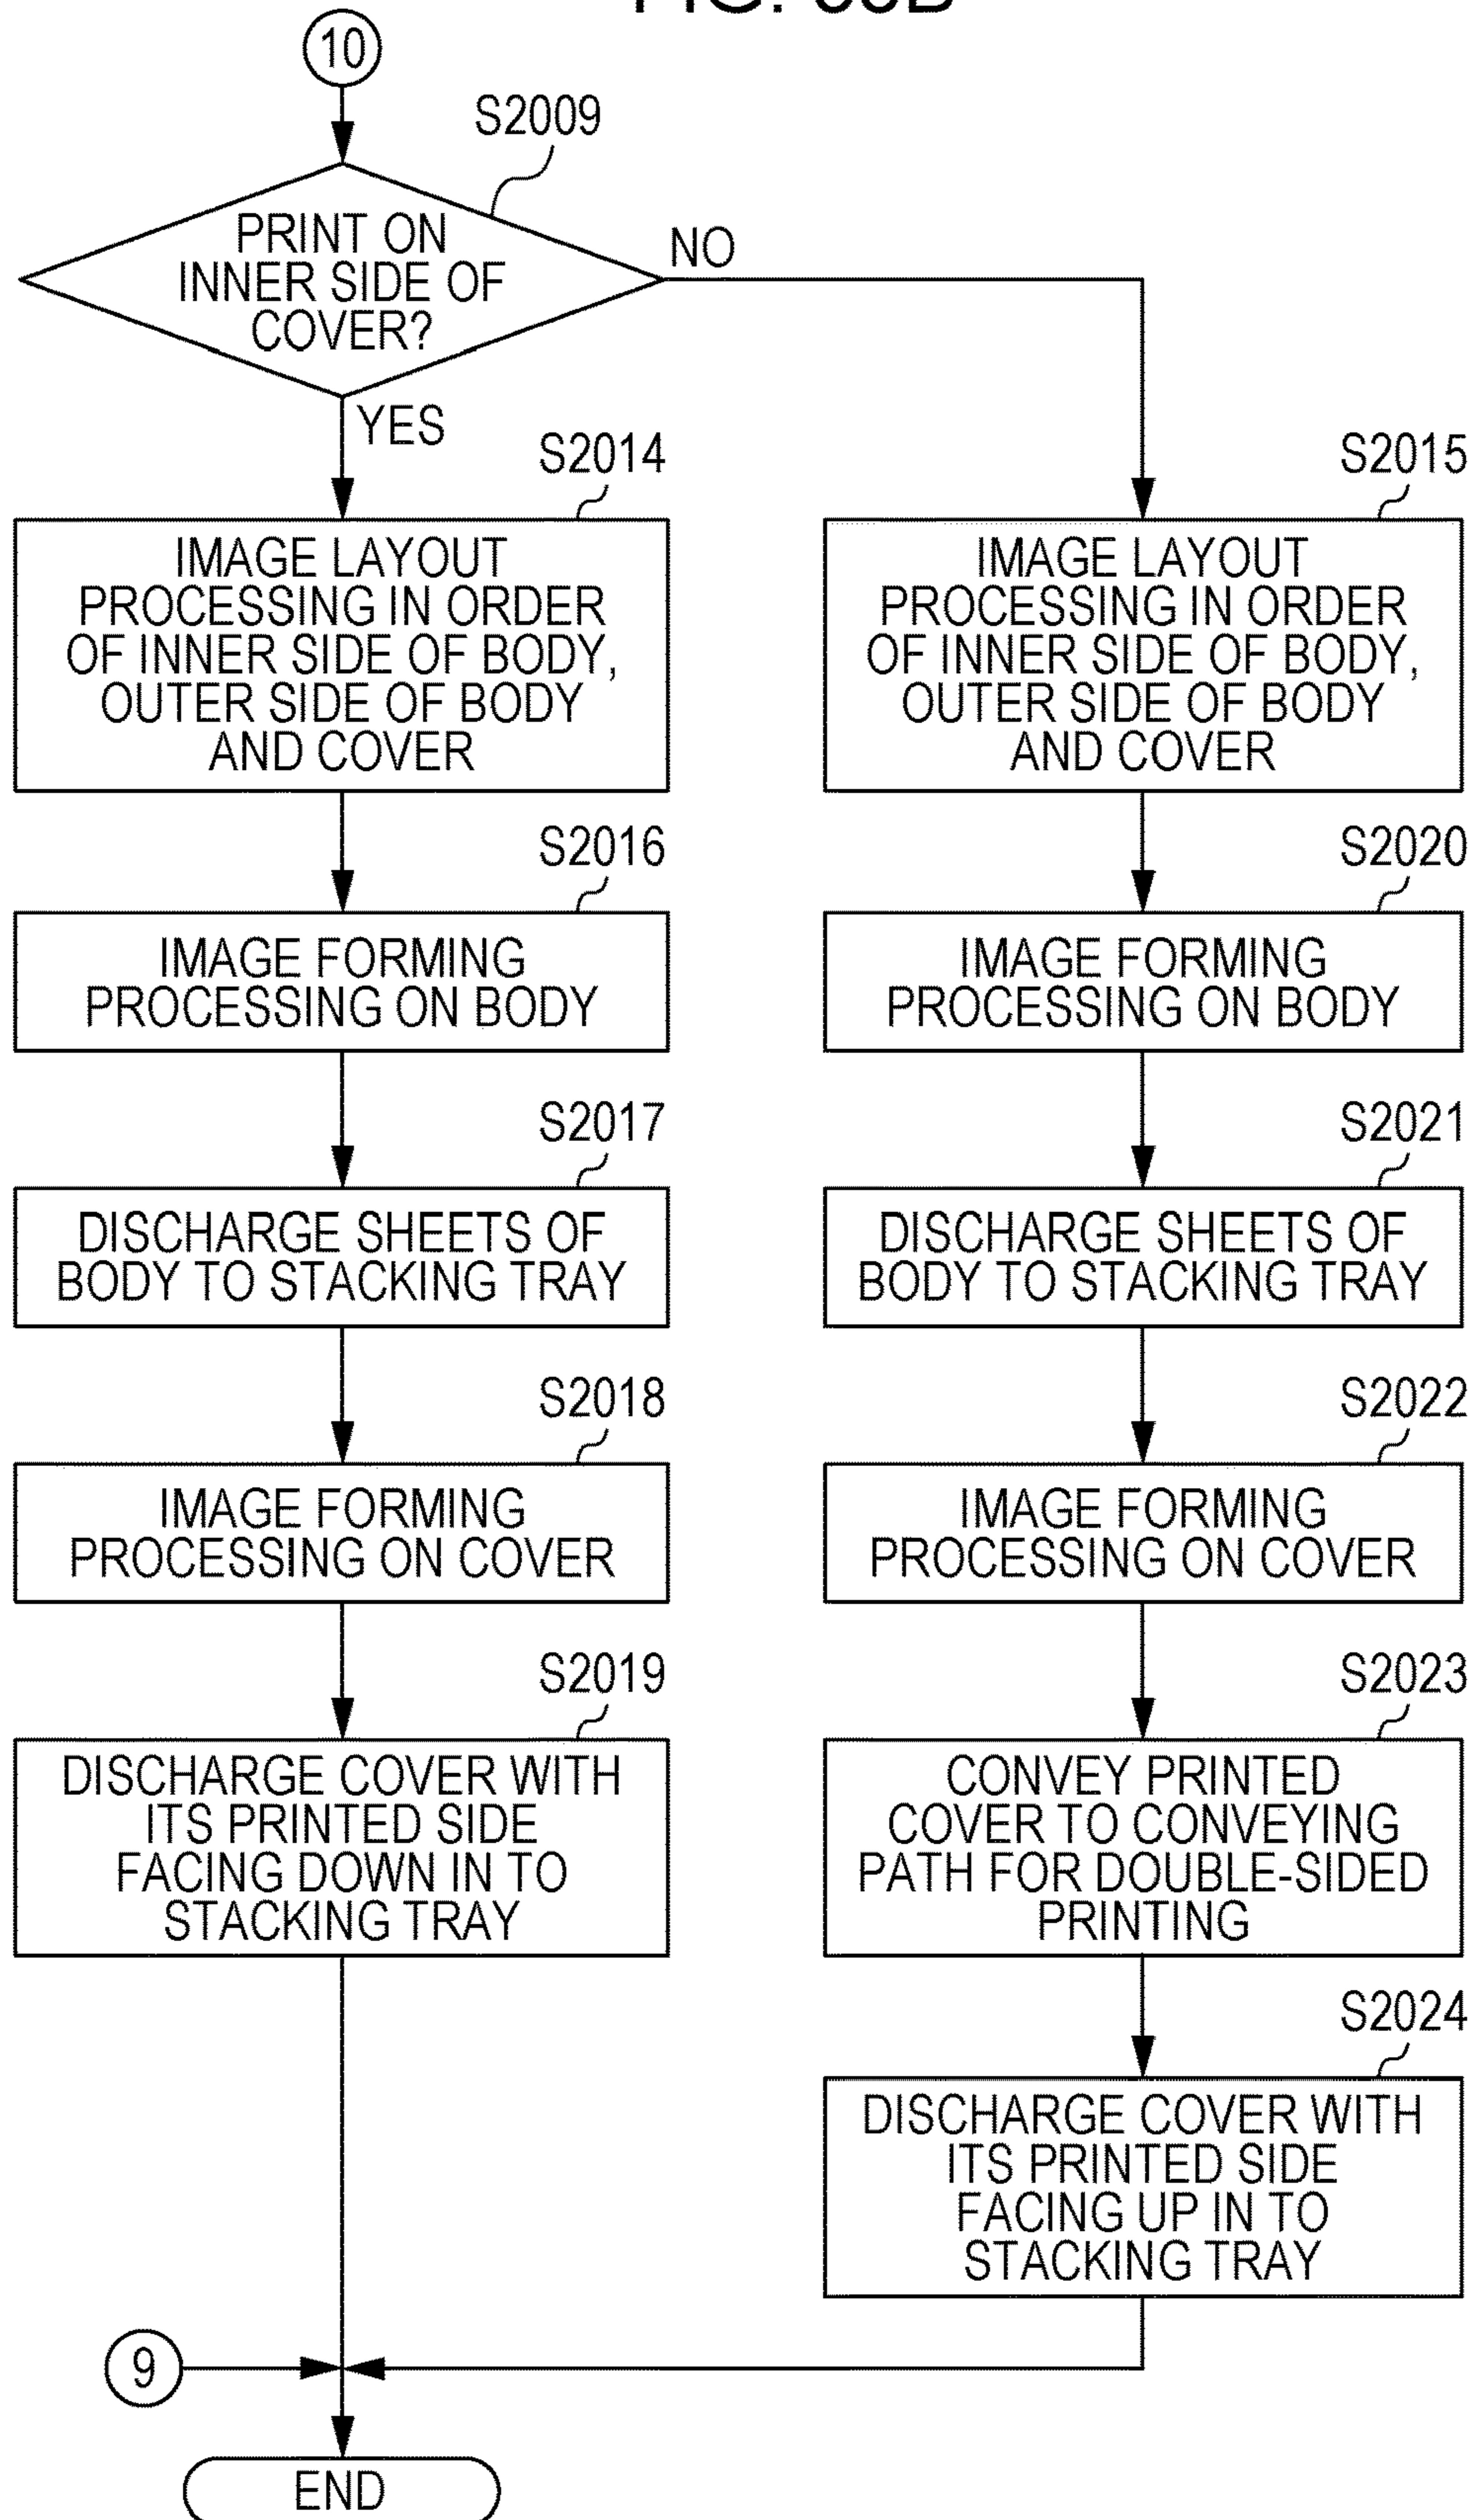 FIG.
10
S2009
PRINT ON
INNER SIDE OF
COVER?
NO
YES
S2014
IMAGE LAYOUT
PROCESSING IN ORDER
OF INNER SIDE OF BODY,
OUTER SIDE OF BODY
AND COVER
S2015
IMAGE LAYOUT
PROCESSING IN ORDER
OF INNER SIDE OF BODY,
OUTER SIDE OF BODY
AND COVER
S2016
IMAGE FORMING
PROCESSING ON BODY
S2020
IMAGE FORMING
PROCESSING ON BODY
S2017
DISCHARGE SHEETS OF
BODY TO STACKING TRAY
S2021
DISCHARGE SHEETS OF
BODY TO STACKING TRAY
S2018
IMAGE FORMING
PROCESSING ON COVER
S2022
IMAGE FORMING
PROCESSING ON COVER
S2019
DISCHARGE COVER WITH
ITS PRINTED SIDE
FACING DOWN IN TO
STACKING TRAY
S2023
CONVEY PRINTED
COVER TO CONVEYING
PATH FOR DOUBLE-SIDED
PRINTING
S2024
DISCHARGE COVER WITH
ITS PRINTED SIDE
FACING UP IN TO
STACKING TRAY
9
END